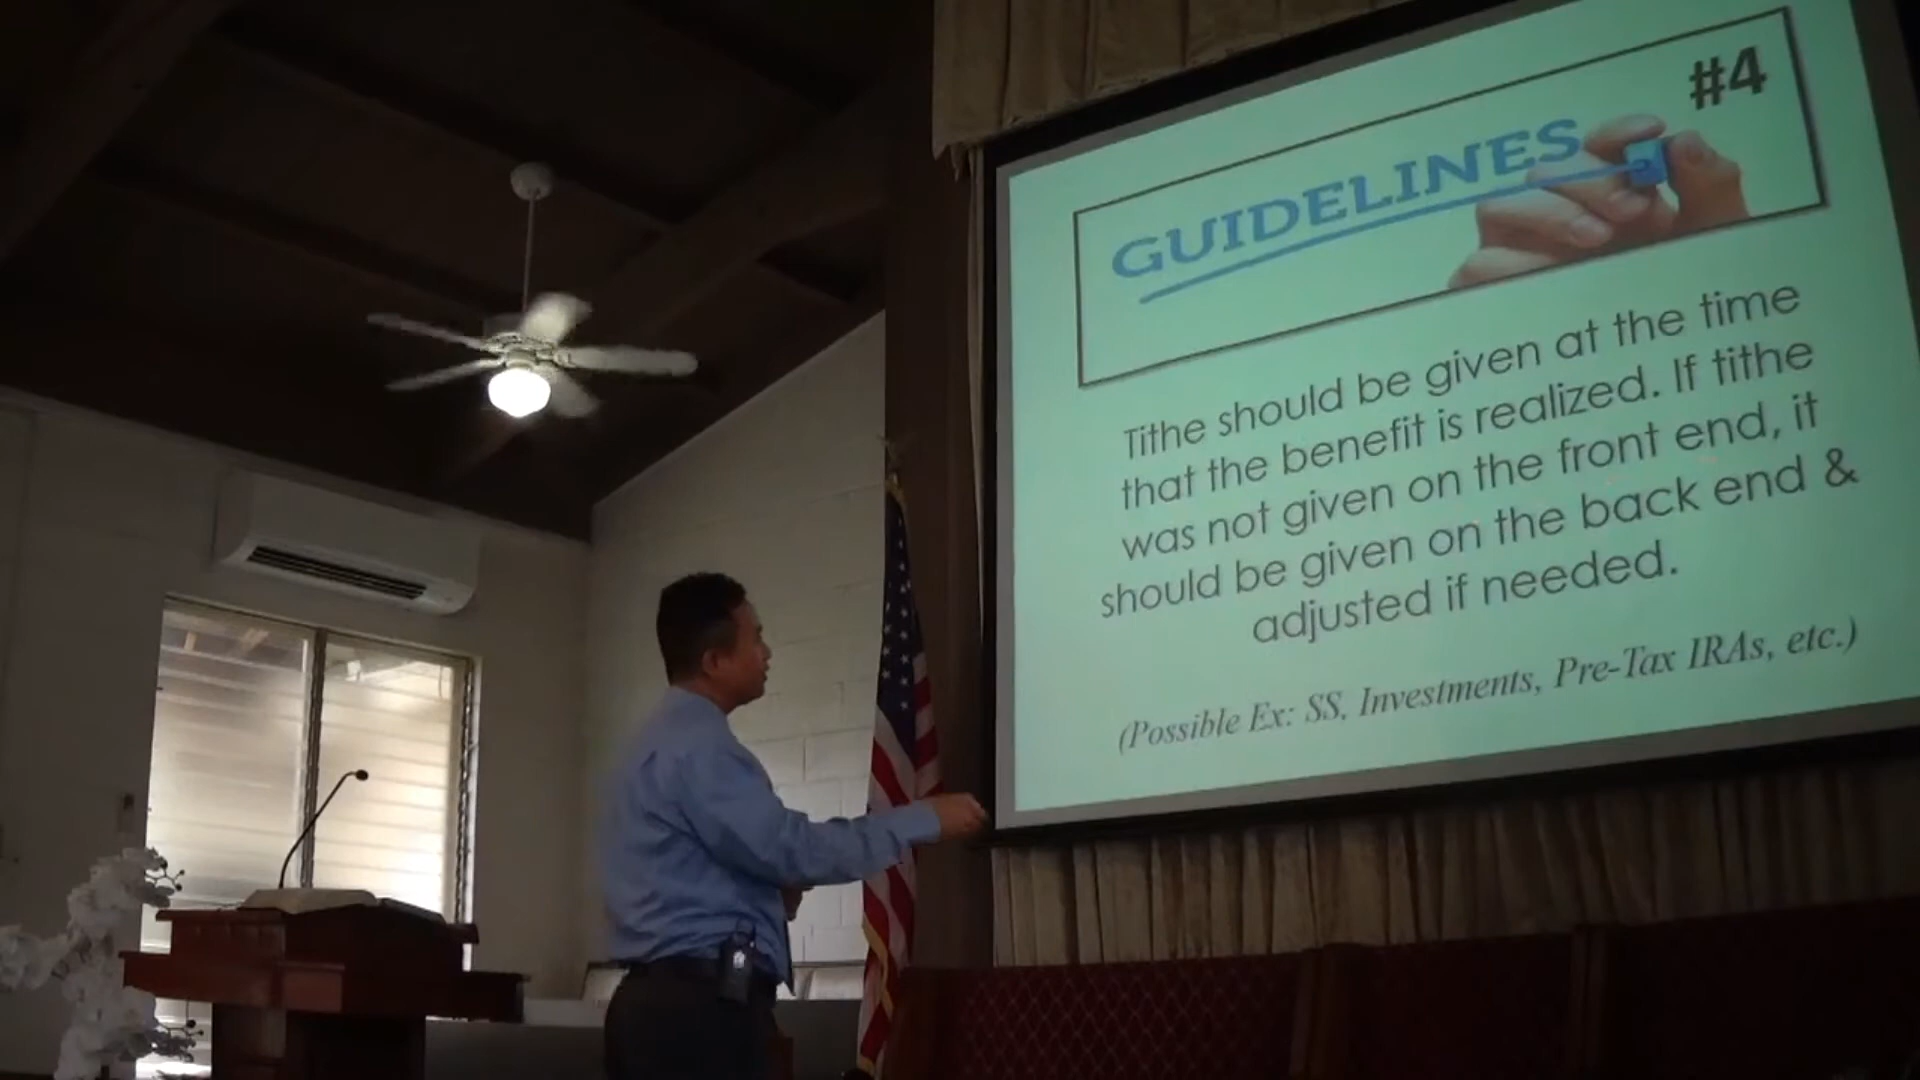 #4
GUIDELINES
Tithe should be given at the time
that the benefit is realized. If tithe
was not given on the front end, it
should be given on the back end &
adjusted if needed.
(Possible Ex: SS, Investments, Pre-Tax IRAs, etc.)